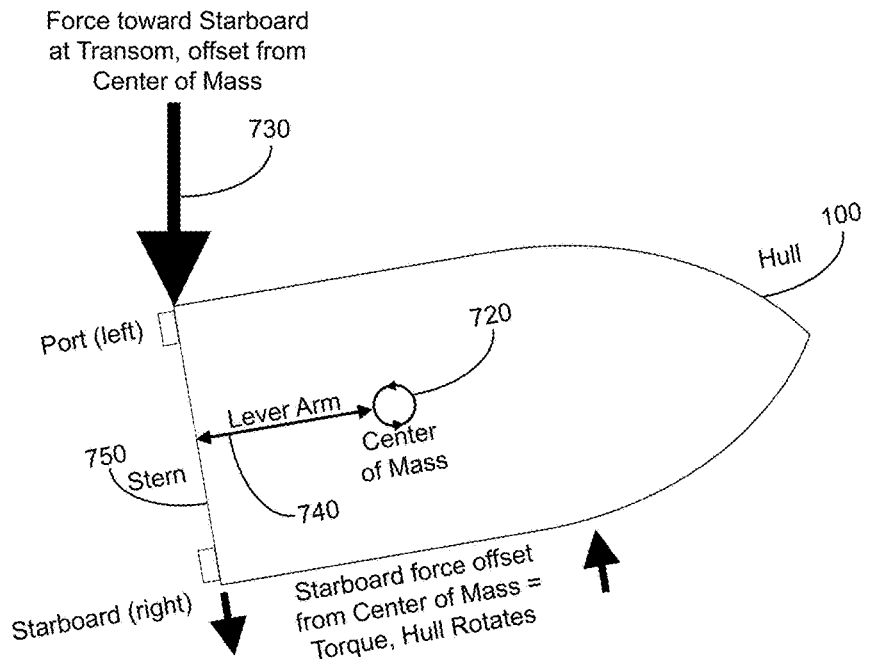 Force toward Starboard
at Transom, offset from
Center of Mass
730
100
Hull
Port (left)
720
Lever Arm
Center
of Mass
750
Stern
740
Starboard (right)
Starboard force offset
from Center of Mass =
Torque, Hull Rotates